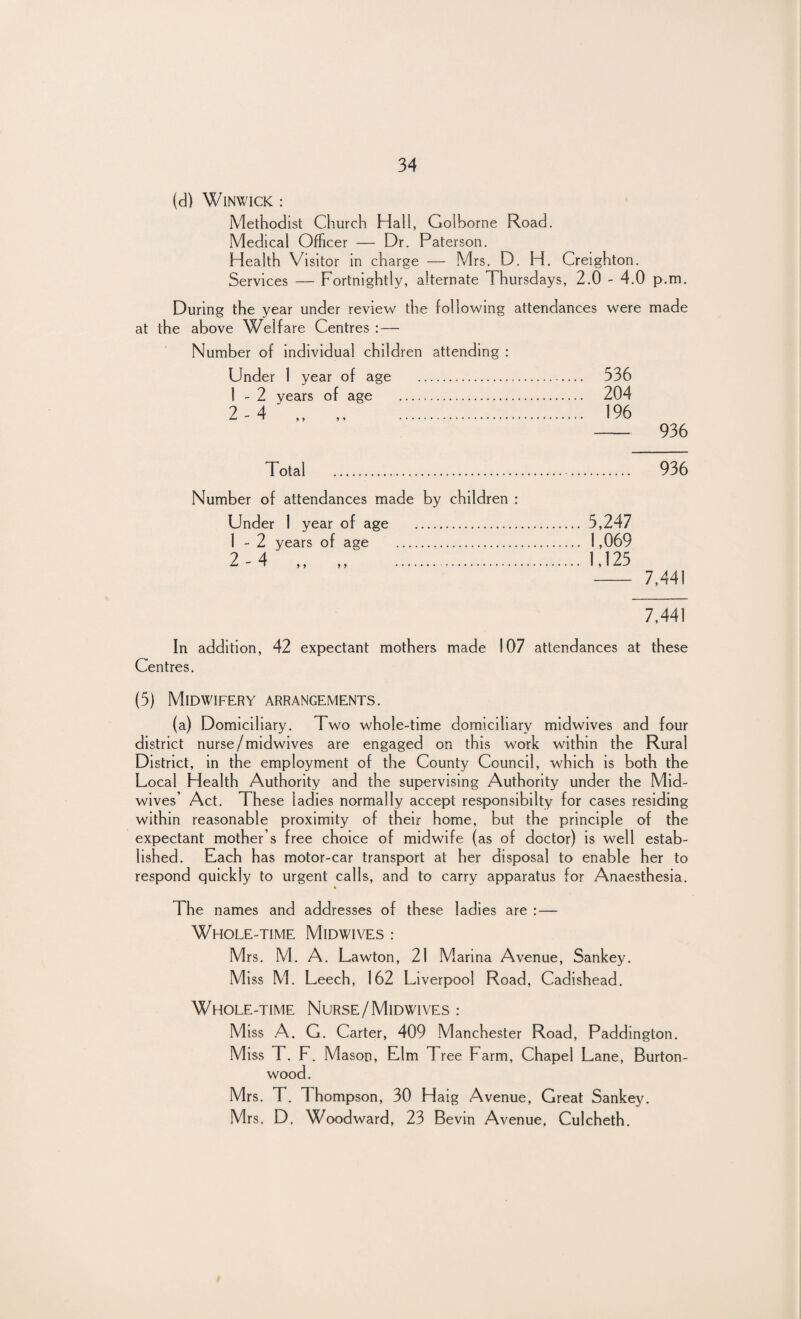 34
(d) WINWICK :
Methodist Church Hall, Golborne Road.
Medical Officer — Dr. Paterson.
Health Visitor in charge — Mrs. D. H. Creighton.
Services — Fortnightly, alternate Thursdays, 2.0 - 4.0 p.m.
During the year under review the following attendances were made
at the above Welfare Centres :—
Number of individual children attending :
Under 1 year of age ................................ 536
1 - 2 years of age ................................ 204
2 - 4 ,, ,, ................................ 196
936
Total ................................ 936
Number of attendances made by children :
Under 1 year of age ................................ 5,247
1 - 2 years of age ................................ 1,069
2 - 4 ,, ,, ................................ 1,125
7,441
7,441
In addition, 42 expectant mothers made 107 attendances at these
Centres.
(5) MIDWIFERY ARRANGEMENTS.
(a) Domiciliary. Two whole-time domiciliary midwives and four
district nurse/midwives are engaged on this work within the Rural
District, in the employment of the County Council, which is both the
Local Health Authority and the supervising Authority under the Mid-
wives' Act. These ladies normally accept responsibilty for cases residing
within reasonable proximity of their home, but the principle of the
expectant mother's free choice of midwife (as of doctor) is well estab-
lished. Each has motor-car transport at her disposal to enable her to
respond quickly to urgent calls, and to carry apparatus for Anaesthesia.
The names and addresses of these ladies are :—
WHOLE-TIME MIDWIVES :
Mrs. M. A. Lawton, 21 Marina Avenue, Sankey.
Miss M. Leech, 162 Liverpool Road, Cadishead.
WHOLE-TIME NURSE/MIDWIVES :
Miss A. G. Carter, 409 Manchester Road, Paddington.
Miss T. F. Mason, Elm Tree Farm, Chapel Lane, Burton-
wood.
Mrs. T. Thompson, 30 Haig Avenue, Great Sankey.
Mrs. D. Woodward, 23 Bevin Avenue, Culcheth.